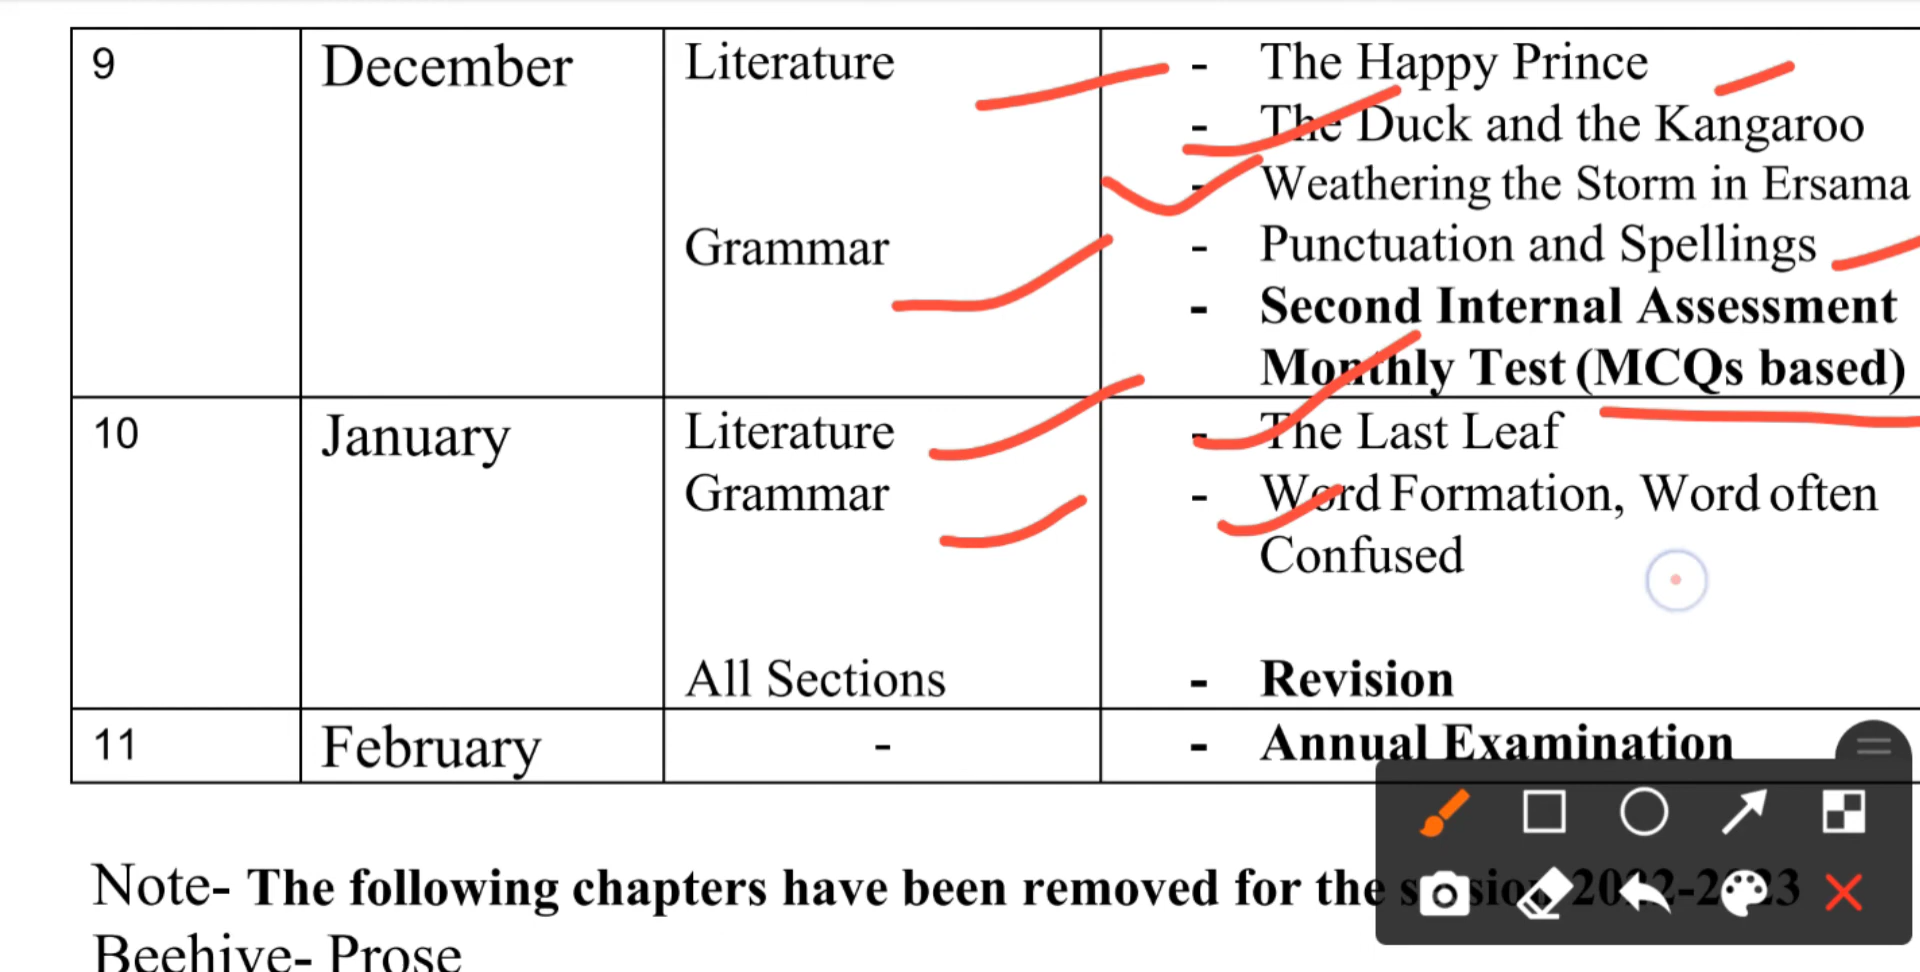 9 December Literature - The Happy Prince
- The Duck and the Kangaroo
- Weathering the Storm in Ersama
Grammar - Punctuation and Spellings
- Second Internal Assessment
Monthly Test (MCQs based)
10 January Literature - The Last Leaf
Grammar - Word Formation, Word often
Confused
All Sections - Revision
11 February - - Annual Examination
Note- The following chapters have been removed for the session 2022-2023
Beehive- Prose